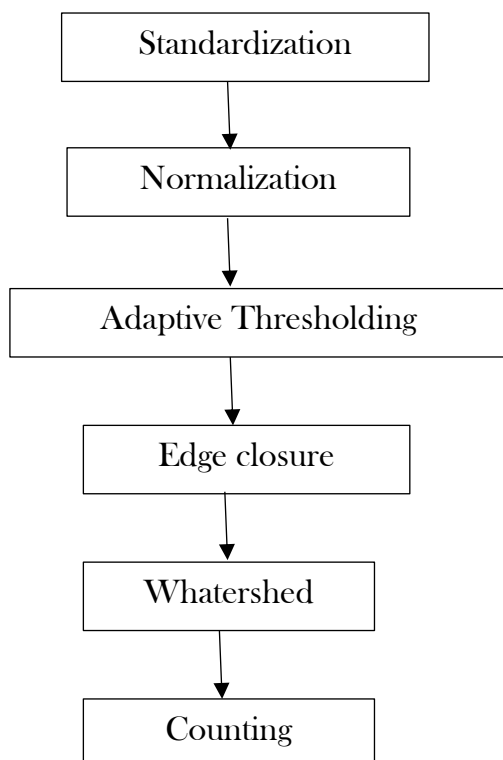 Standardization
Normalization
Adaptive Thresholding
Edge closure
Whatershed
Counting